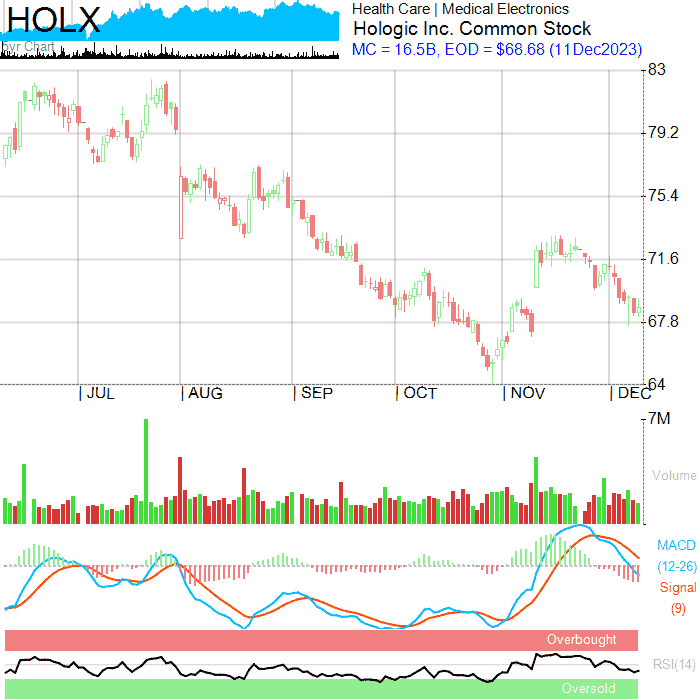 HOLX
5yr Chart
Health Care | Medical Electronics
Hologic Inc. Common Stock
MC = 16.5B, EOD = $68.68 (11Dec2023)
83
79.2
75.4
71.6
67.8
64
JUL
AUG
SEP
OCT
NOV
DEC
7M
Volume
MACD
(12-26)
Signal
(9)
Overbought
RSI(14)
Oversold